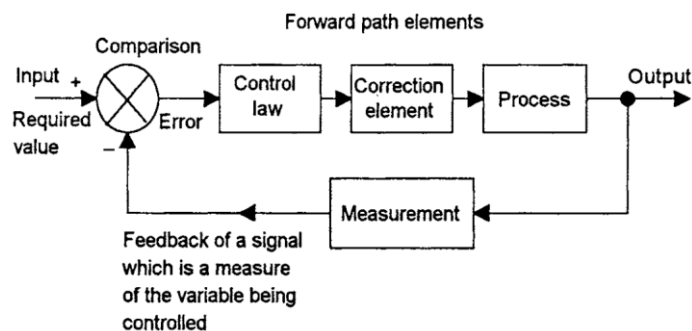 Forward path elements
Comparison
Input +
Required
value
Error
Control
law
Correction
element
Process
Output
–
Measurement
Feedback of a signal
which is a measure
of the variable being
controlled